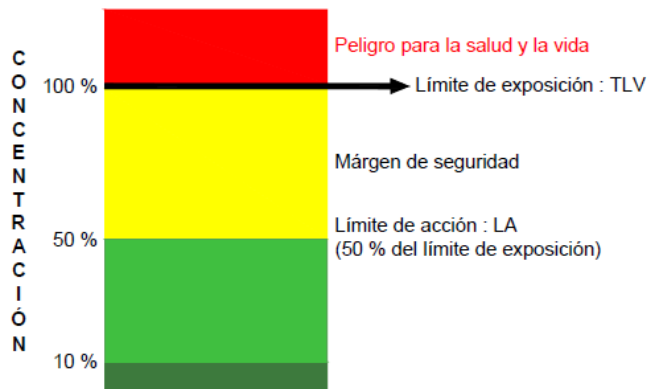 CONCENTRACIÓN
Peligro para la salud y la vida
100 %
Límite de exposición : TLV
Márgen de seguridad
Límite de acción : LA
50 %
(50 % del límite de exposición)
10 %